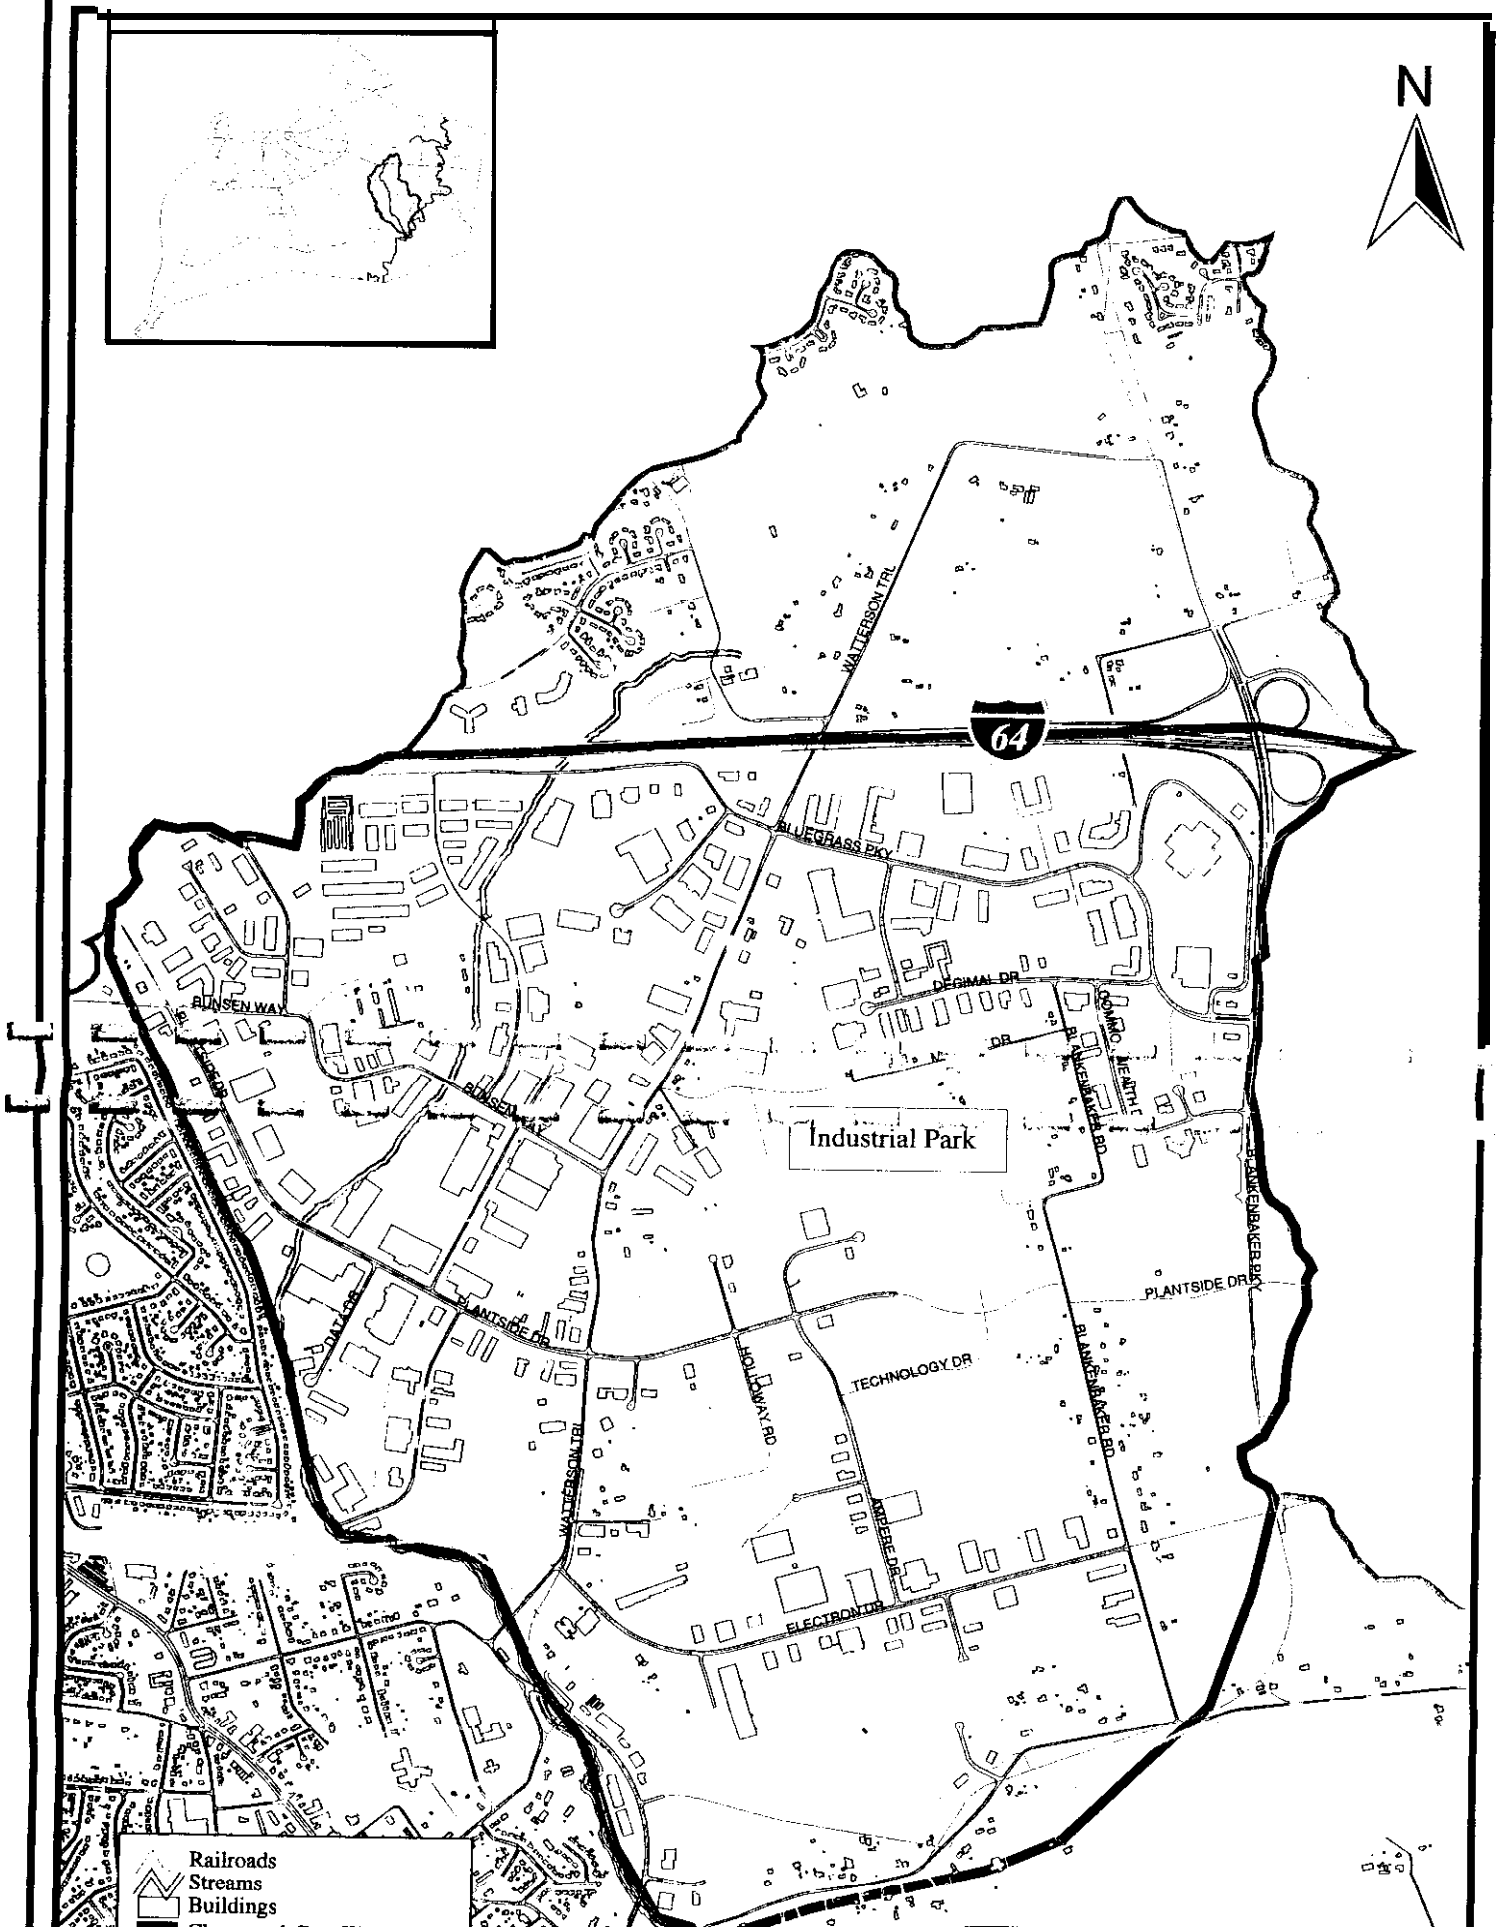 N
WATTERSON TRL
64
BLUEGRASS PKY
DECIMAL DR
BUNSEN WAY
DR
BLANKENBAKER RD
BUNSEN
Industrial Park
BLANKENBAKER PKY
PLANTSIDE DR
DATA DR
PLANTSIDE DR
HOLLOWAY RD
TECHNOLOGY DR
BLANKENBAKER RD
WATTERSON TRL
AMPERE DR
ELECTRON DR
Railroads
Streams
Buildings